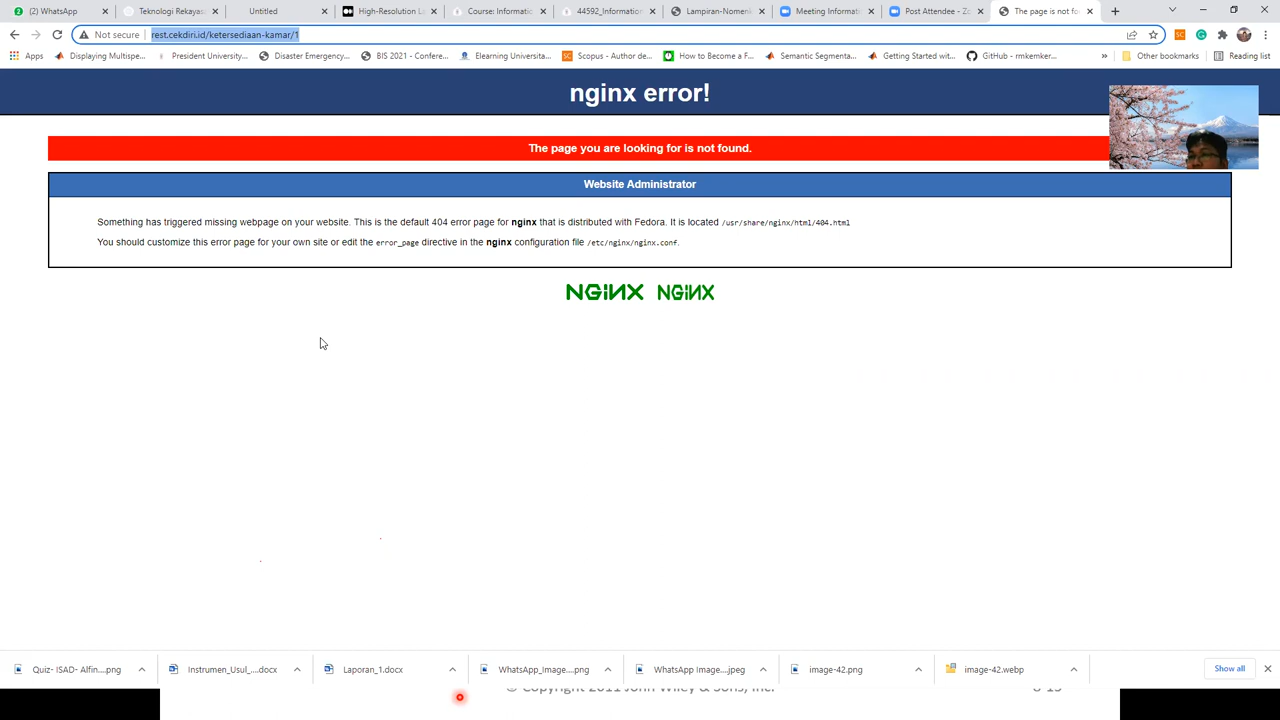 (2) WhatsApp
Teknologi Rekayasa
Untitled
High-Resolution La
Course: Informatic
44592_Information
Lampiran-Nomenk
Meeting Informati
Post Attendee - Zo
The page is not fo
Not secure
rest.cekdiri.id/ketersediaan-kamar/1
Apps
Displaying Multispe...
President University...
Disaster Emergency...
BIS 2021 - Confere...
Elearning Universita...
Scopus - Author de...
How to Become a F...
Semantic Segmenta...
Getting Started wit...
GitHub - rmkemker...
»
Other bookmarks
Reading list
nginx error!
The page you are looking for is not found.
Website Administrator
Something has triggered missing webpage on your website. This is the default 404 error page for nginx that is distributed with Fedora. It is located /usr/share/nginx/html/404.html
You should customize this error page for your own site or edit the error_page directive in the nginx configuration file /etc/nginx/nginx.conf.
NGINX NGINX
Quiz- ISAD- Alfin....png
Instrumen_Usul_....docx
Laporan_1.docx
WhatsApp_Image....png
WhatsApp Image....jpeg
image-42.png
image-42.webp
Show all
© Copyright 2011 John Wiley & Sons, Inc.
8-15